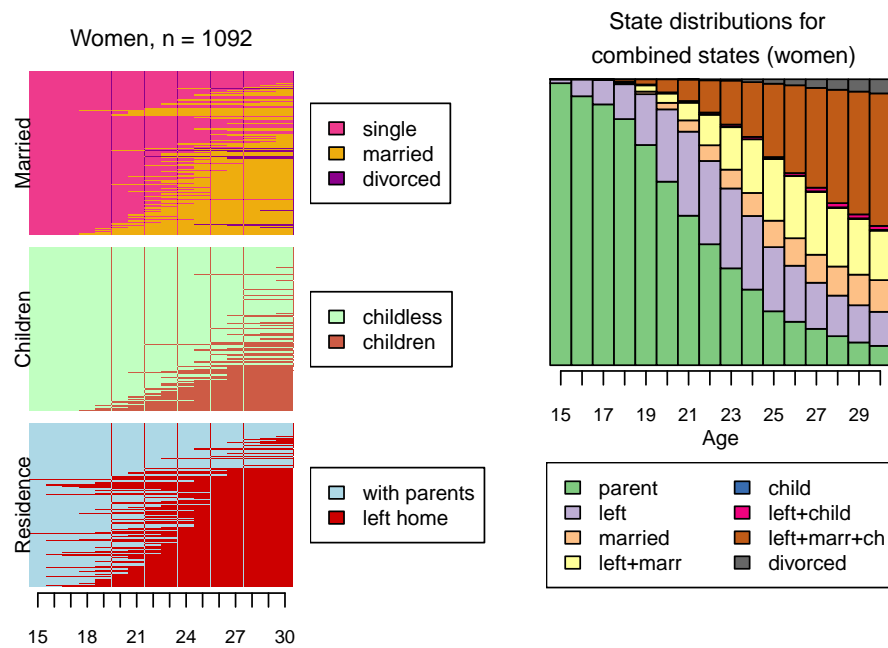 Women, n = 1092
Married
single
married
divorced
Children
childless
children
Residence
with parents
left home
15 18 21 24 27 30
State distributions for
combined states (women)
15 17 19 21 23 25 27 29
Age
parent
left
married
left+marr
child
left+child
left+marr+ch
divorced